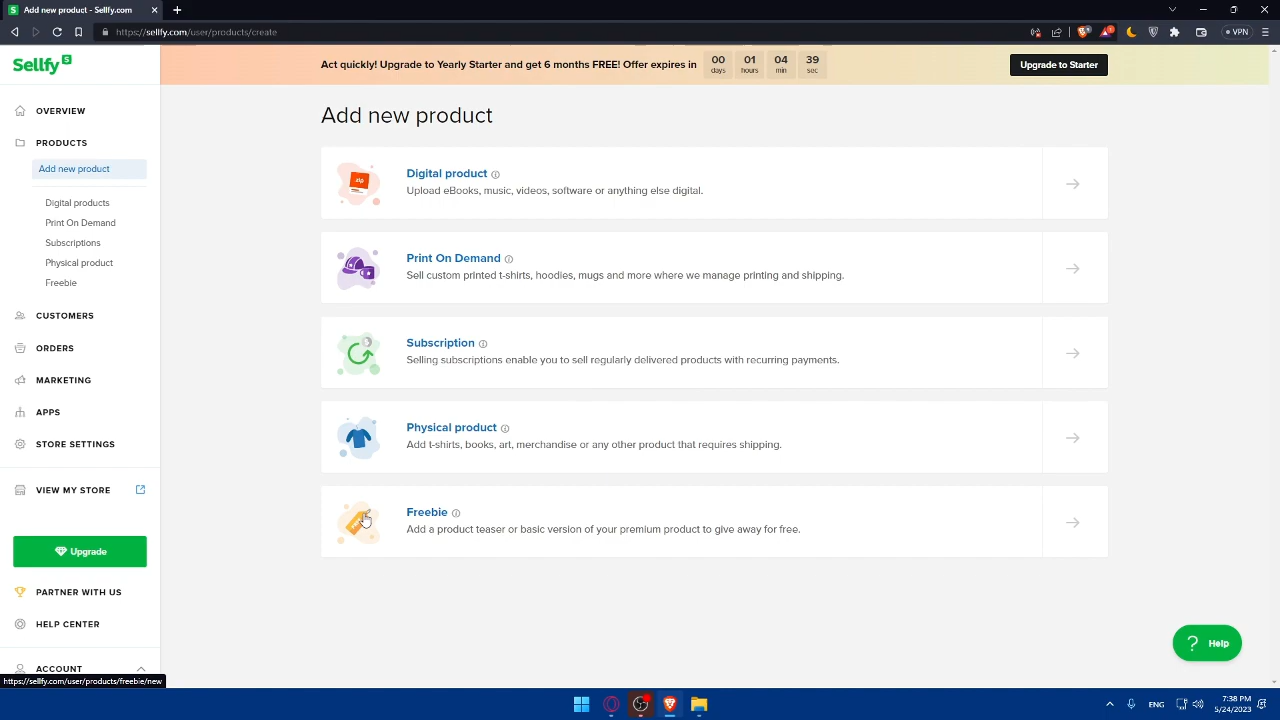 Add new product - Sellfy.com
https://sellfy.com/user/products/create
VPN
Sellfy
Act quickly! Upgrade to Yearly Starter and get 6 months FREE! Offer expires in
00 01 04 39
days hours min sec
Upgrade to Starter
OVERVIEW
PRODUCTS
Add new product
Digital products
Print On Demand
Subscriptions
Physical product
Freebie
CUSTOMERS
ORDERS
MARKETING
APPS
STORE SETTINGS
VIEW MY STORE
Upgrade
PARTNER WITH US
HELP CENTER
ACCOUNT
https://sellfy.com/user/products/freebie/new
Add new product
Digital product
Upload eBooks, music, videos, software or anything else digital.
Print On Demand
Sell custom printed t-shirts, hoodies, mugs and more where we manage printing and shipping.
Subscription
Selling subscriptions enable you to sell regularly delivered products with recurring payments.
Physical product
Add t-shirts, books, art, merchandise or any other product that requires shipping.
Freebie
Add a product teaser or basic version of your premium product to give away for free.
? Help
ENG
7:38 PM
5/24/2023